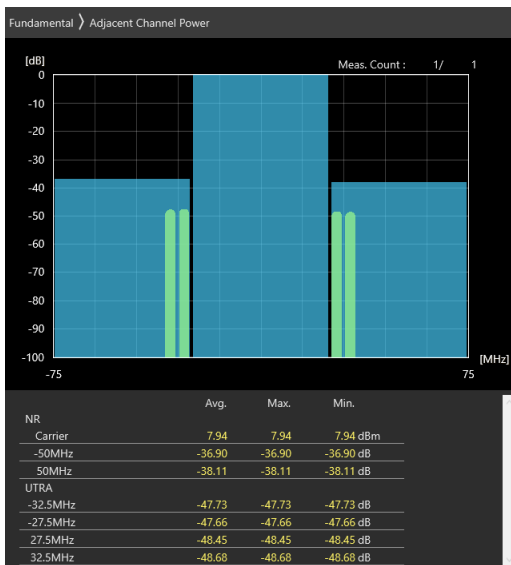 Fundamental 〉 Adjacent Channel Power
[dB]
Meas. Count : 1/ 1
0
-10
-20
-30
-40
-50
-60
-70
-80
-90
-100
[MHz]
-75 75
Avg. Max. Min.
NR
Carrier 7.94 7.94 7.94 dBm
-50MHz -36.90 -36.90 -36.90 dB
50MHz -38.11 -38.11 -38.11 dB
UTRA
-32.5MHz -47.73 -47.73 -47.73 dB
-27.5MHz -47.66 -47.66 -47.66 dB
27.5MHz -48.45 -48.45 -48.45 dB
32.5MHz -48.68 -48.68 -48.68 dB